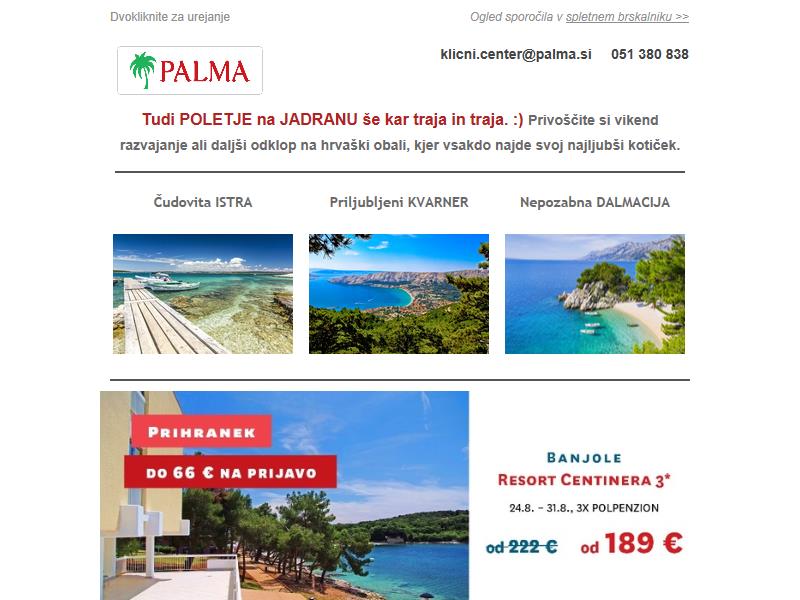 Dvokliknite za urejanje
Ogled sporočila v spletnem brskalniku >>
PALMA
klicni.center@palma.si 051 380 838
Tudi POLETJE na JADRANU še kar traja in traja. :) Privoščite si vikend
razvajanje ali daljši odklop na hrvaški obali, kjer vsakdo najde svoj najljubši kotiček.
Čudovita ISTRA
Priljubljeni KVARNER
Nepozabna DALMACIJA
PRIHRANEK
DO 66 € NA PRIJAVO
BANJOLE
RESORT CENTINERA 3*
24.8. - 31.8., 3X POLPENZION
od 222 € od 189 €